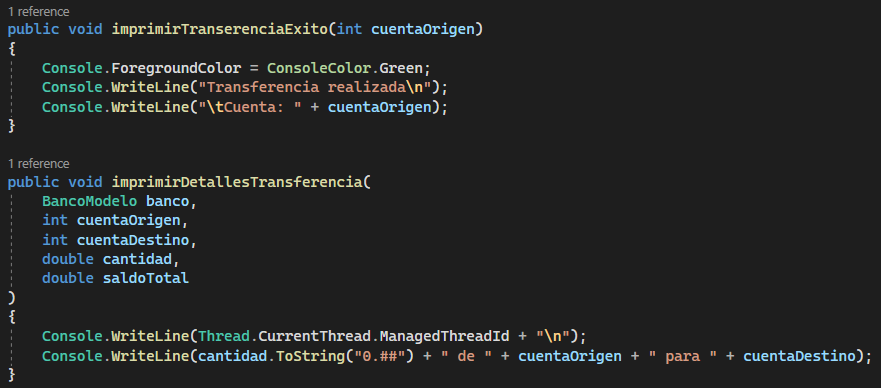 1 reference
public void imprimirTranserenciaExito(int cuentaOrigen)
{
Console.ForegroundColor = ConsoleColor.Green;
Console.WriteLine("Transferencia realizada\n");
Console.WriteLine("\tCuenta: " + cuentaOrigen);
}
1 reference
public void imprimirDetallesTransferencia(
BancoModelo banco,
int cuentaOrigen,
int cuentaDestino,
double cantidad,
double saldoTotal
)
{
Console.WriteLine(Thread.CurrentThread.ManagedThreadId + "\n");
Console.WriteLine(cantidad.ToString("0.##") + " de " + cuentaOrigen + " para " + cuentaDestino);
}